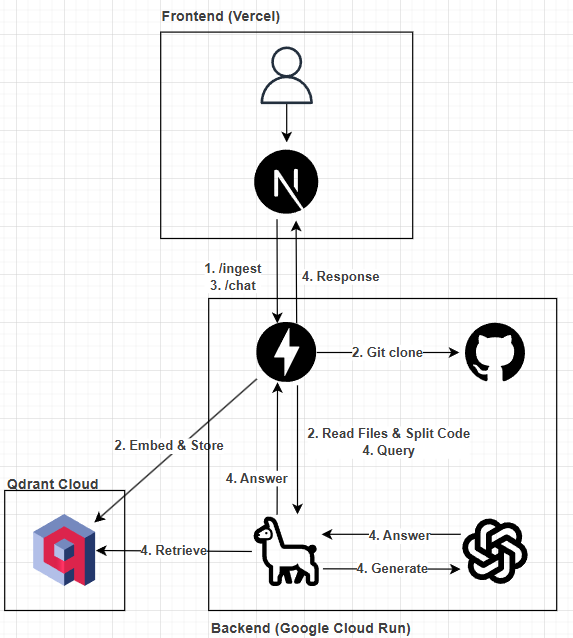 Frontend (Vercel)
1. /ingest
3. /chat
4. Response
2. Git clone
2. Embed & Store
2. Read Files & Split Code
4. Query
4. Answer
Qdrant Cloud
4. Retrieve
4. Answer
4. Generate
Backend (Google Cloud Run)